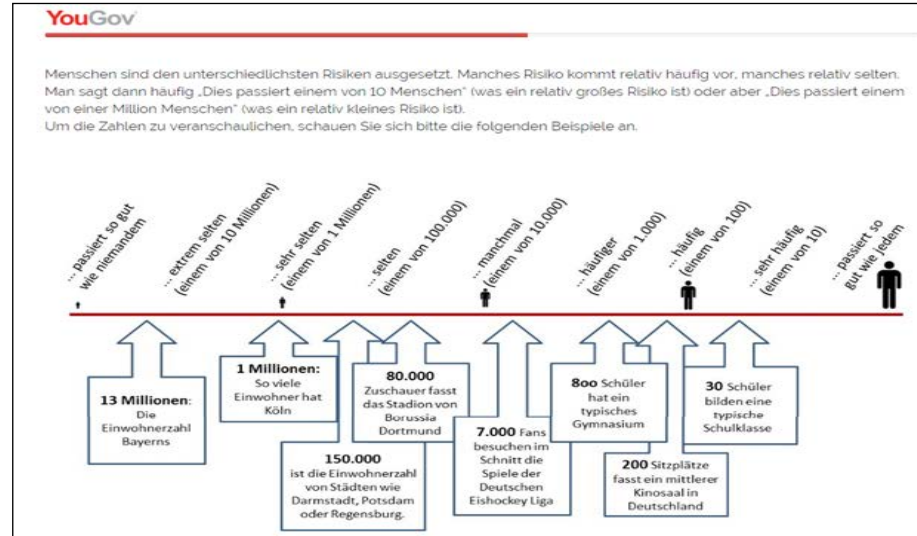 YouGov
Menschen sind den unterschiedlichsten Risiken ausgesetzt. Manches Risiko kommt relativ häufig vor, manches relativ selten.
Man sagt dann häufig „Dies passiert einem von 10 Menschen" (was ein relativ großes Risiko ist) oder aber „Dies passiert einem
von einer Million Menschen" (was ein relativ kleines Risiko ist).
Um die Zahlen zu veranschaulichen, schauen Sie sich bitte die folgenden Beispiele an.
... passiert so gut
wie niemandem
... extrem selten
(einem von 10 Millionen)
... sehr selten
(einem von 1 Millionen)
... selten
(einem von 100.000)
... manchmal
(einem von 10.000)
... häufiger
(einem von 1.000)
... häufig
(einem von 100)
... sehr häufig
(einem von 10)
... passiert so
gut wie jedem
13 Millionen:
Die
Einwohnerzahl
Bayerns
1 Millionen:
So viele
Einwohner hat
Köln
150.000
ist die Einwohnerzahl
von Städten wie
Darmstadt, Potsdam
oder Regensburg.
80.000
Zuschauer fasst
das Stadion von
Borussia
Dortmund
7.000 Fans
besuchen im
Schnitt die
Spiele der
Deutschen
Eishockey Liga
8oo Schüler
hat ein
typisches
Gymnasium
200 Sitzplätze
fasst ein mittlerer
Kinosaal in
Deutschland
30 Schüler
bilden eine
typische
Schulklasse